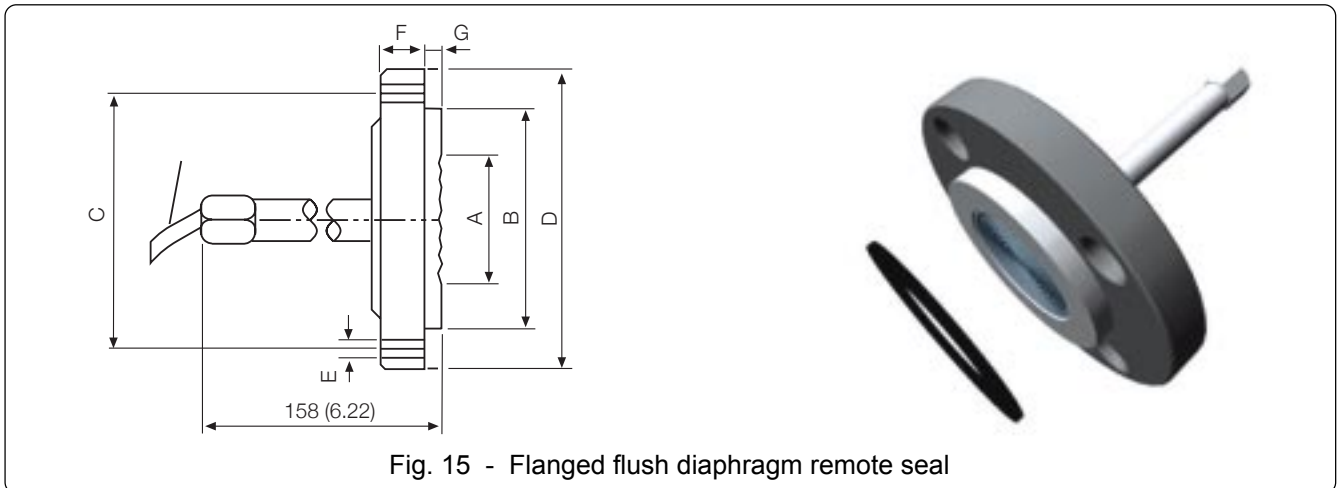 F G
C
A
B
D
E
158 (6.22)
Fig. 15 - Flanged flush diaphragm remote seal